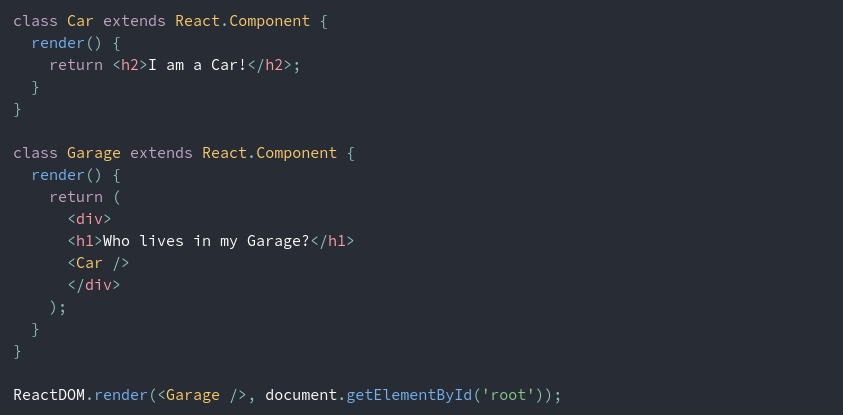 class Car extends React.Component {
  render() {
    return <h2>I am a Car!</h2>;
  }
}

class Garage extends React.Component {
  render() {
    return (
      <div>
      <h1>Who lives in my Garage?</h1>
      <Car />
      </div>
    );
  }
}

ReactDOM.render(<Garage />, document.getElementById('root'));